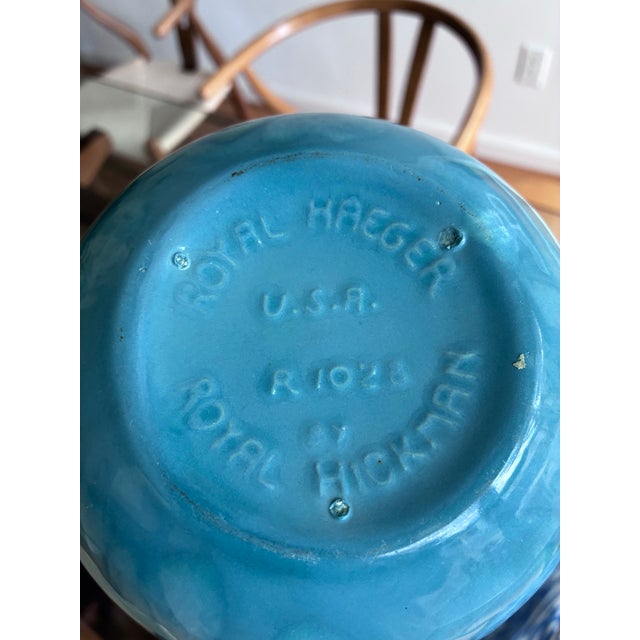 ROYAL HAEGER
U.S.A.
R 1028
BY
ROYAL HICKMAN